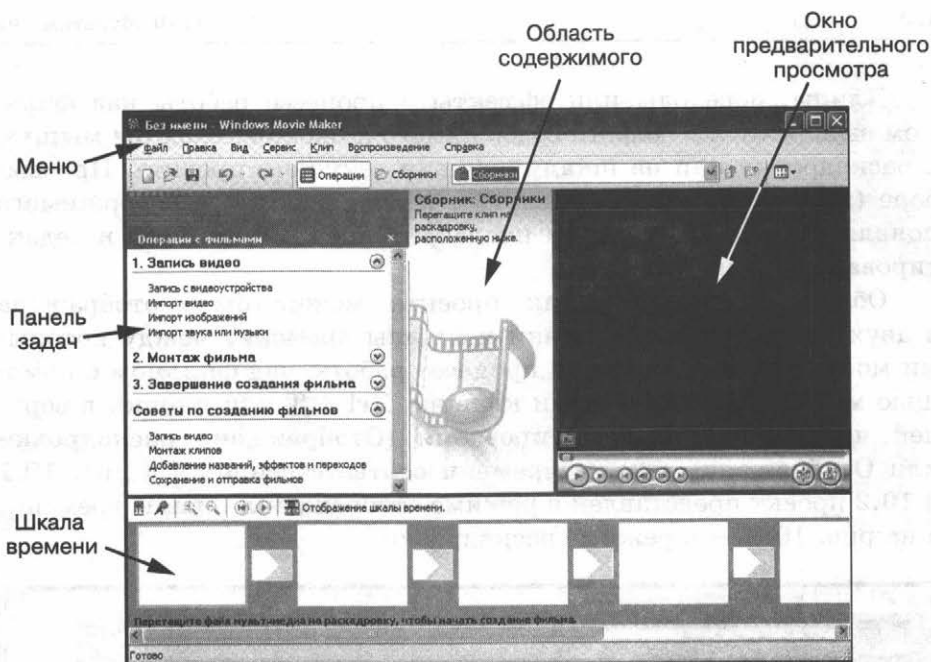 Область
содержимого
Окно
предварительного
просмотра
Меню
Панель
задач
Шкала
времени
Без имени - Windows Movie Maker
Файл Правка Вид Сервис Клип Воспроизведение Справка
Операции Сборники Сборники
Операции с фильмами
Сборник: Сборники
Перетащите клип на
раскадровку,
расположенную ниже.
1. Запись видео
Запись с видеоустройства
Импорт видео
Импорт изображений
Импорт звука или музыки
2. Монтаж фильма
3. Завершение создания фильма
Советы по созданию фильмов
Запись видео
Монтаж клипов
Добавление названий, эффектов и переходов
Сохранение и отправка фильмов
Отображение шкалы времени.
Перетащите файл мультимедиа на раскадровку, чтобы начать создание фильма.
Готово